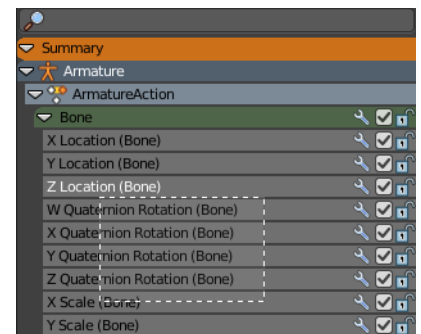 Summary
Armature
ArmatureAction
Bone
X Location (Bone)
Y Location (Bone)
Z Location (Bone)
W Quaternion Rotation (Bone)
X Quaternion Rotation (Bone)
Y Quaternion Rotation (Bone)
Z Quaternion Rotation (Bone)
X Scale (Bone)
Y Scale (Bone)